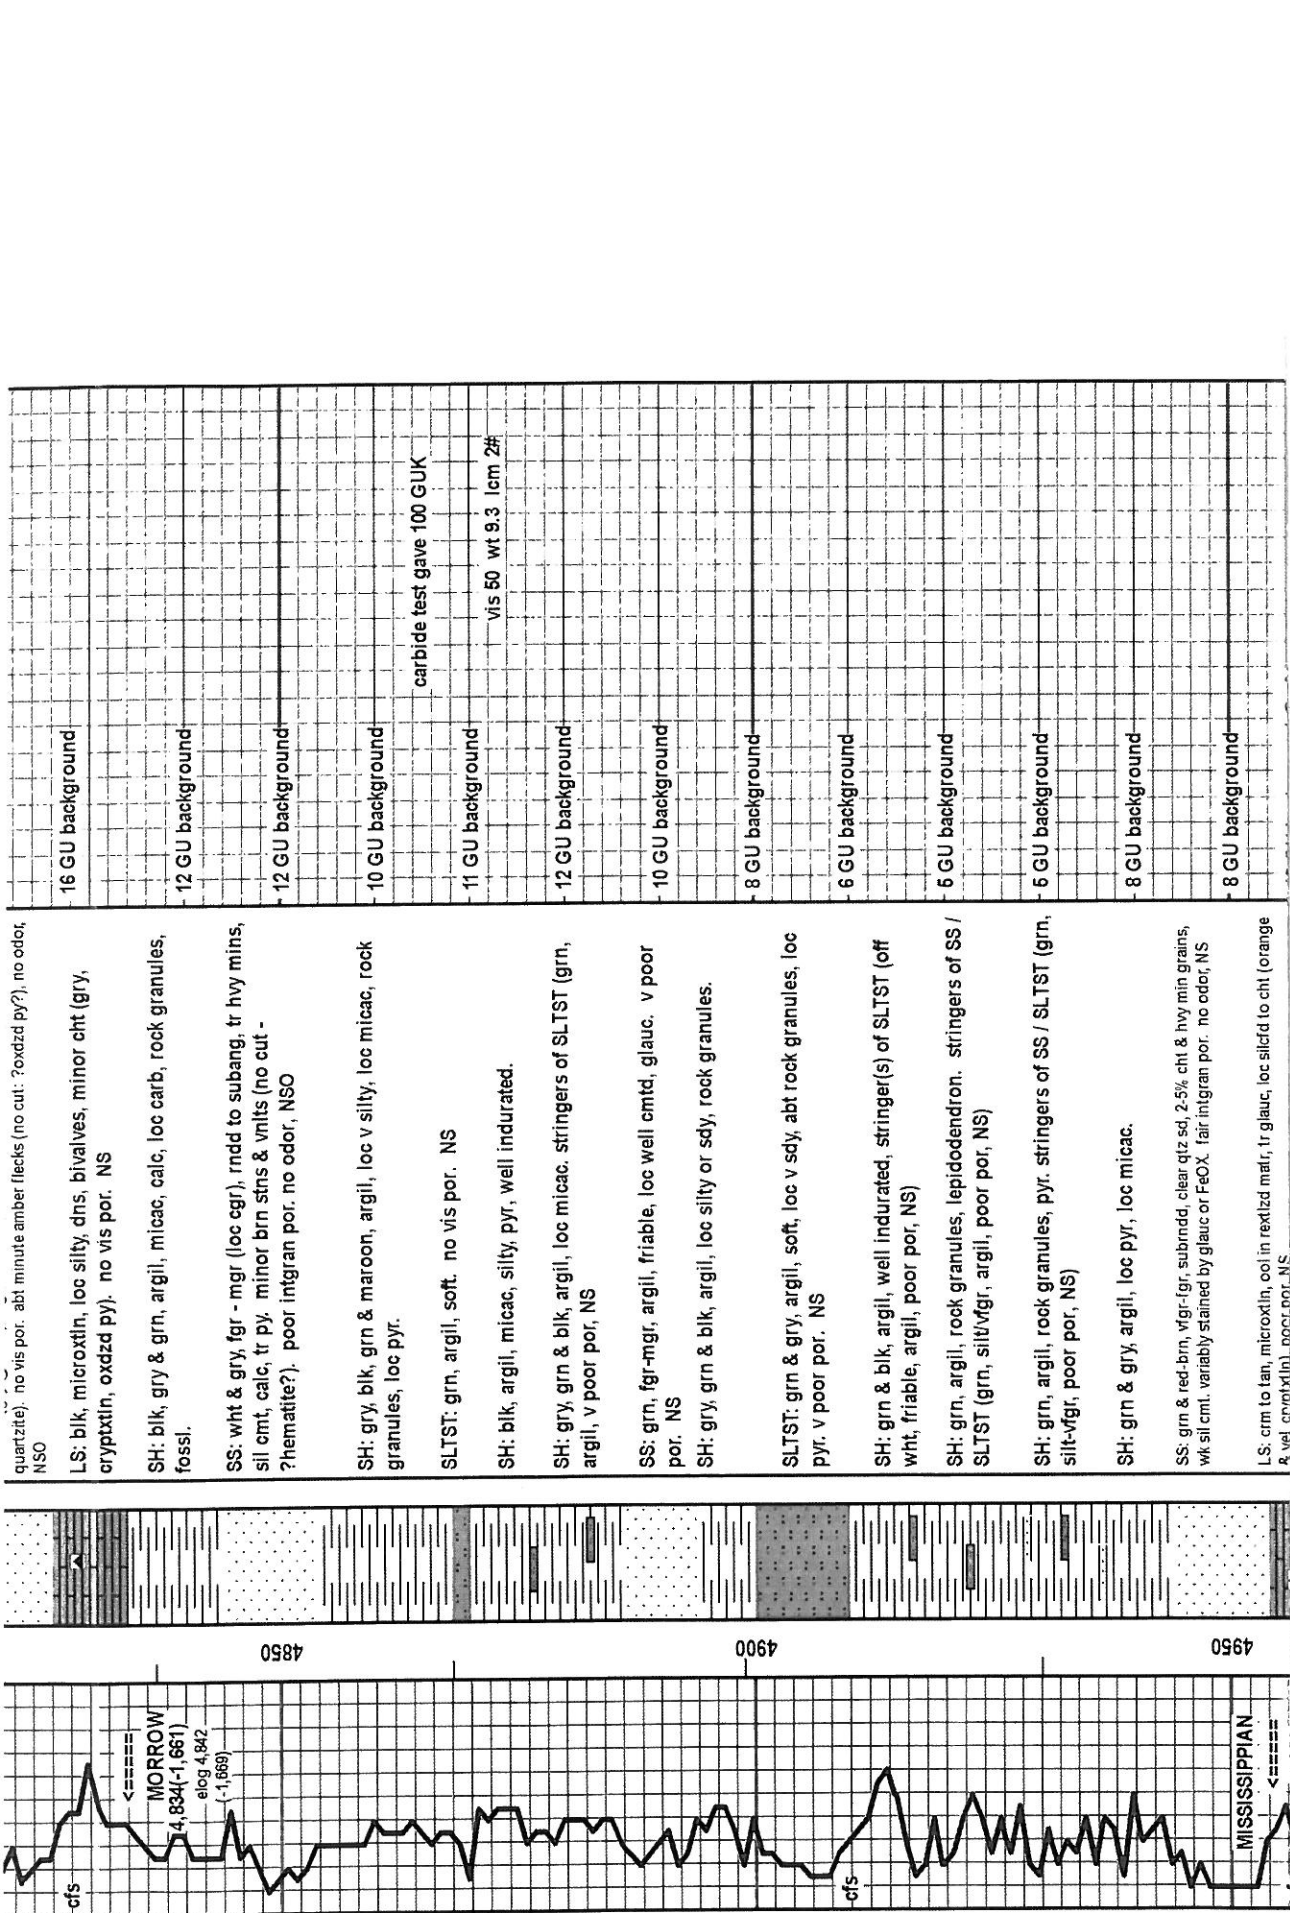 quartzite). no vis por. abt minute amber flecks (no cut: ?oxdzd py?), no odor,
NSO
LS: blk, microxtln, loc silty, dns, bivalves, minor cht (gry,
cryptxtln, oxdzd py). no vis por. NS
SH: blk, gry & grn, argil, micac, calc, loc carb, rock granules,
fossl.
SS: wht & gry, fgr - mgr (loc cgr), rndd to subang, tr hvy mins,
sil cmt, calc, tr py. minor brn stns & vnlts (no cut -
?hematite?). poor intgran por. no odor, NSO
SH: gry, blk, grn & maroon, argil, loc v silty, loc micac, rock
granules, loc pyr.
SLTST: grn, argil, soft. no vis por. NS
SH: blk, argil, micac, silty, pyr, well indurated.
SH: gry, grn & blk, argil, loc micac. stringers of SLTST (grn,
argil, v poor por, NS
SS: grn, fgr-mgr, argil, friable, loc well cmtd, glauc. v poor
por. NS
SH: gry, grn & blk, argil, loc silty or sdy, rock granules.
SLTST: grn & gry, argil, soft, loc v sdy, abt rock granules, loc
pyr. v poor por. NS
SH: grn & blk, argil, well indurated, stringer(s) of SLTST (off
wht, friable, argil, poor por, NS)
SH: grn, argil, rock granules, lepidodendron. stringers of SS /
SLTST (grn, silt/vfgr, argil, poor por, NS)
SH: grn, argil, rock granules, pyr. stringers of SS / SLTST (grn,
silt-vfgr, poor por, NS)
SH: grn & gry, argil, loc pyr, loc micac.
SS: grn & red-brn, vfgr-fgr, subrndd, clear qtz sd, 2-5% cht & hvy min grains,
wk sil cmt. variably stained by glauc or FeOX. fair intgran por. no odor, NS
LS: crm to tan, microxtln, ool in rextlzd matr, tr glauc, loc silcfd to cht (orange
& yel, cryptxtln). poor por, NS
16 GU background
12 GU background
12 GU background
10 GU background
carbide test gave 100 GUK
11 GU background
vis 50 wt 9.3 lcm 2#
12 GU background
10 GU background
8 GU background
6 GU background
6 GU background
6 GU background
8 GU background
8 GU background
4850
4900
4950
cfs
<=====
MORROW
4,834(-1,661)
elog 4,842
(-1,669)
cfs
MISSISSIPPIAN
<=====